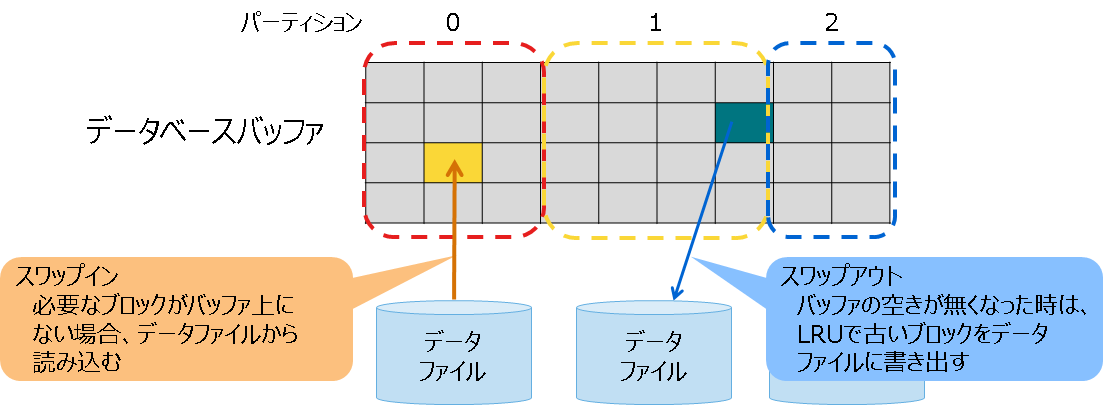 パーティション 0 1 2
データベースバッファ
スワップイン
必要なブロックがバッファ上に
ない場合、データファイルから
読み込む
スワップアウト
バッファの空きが無くなった時は、
LRUで古いブロックをデータ
ファイルに書き出す
データ
ファイル
データ
ファイル